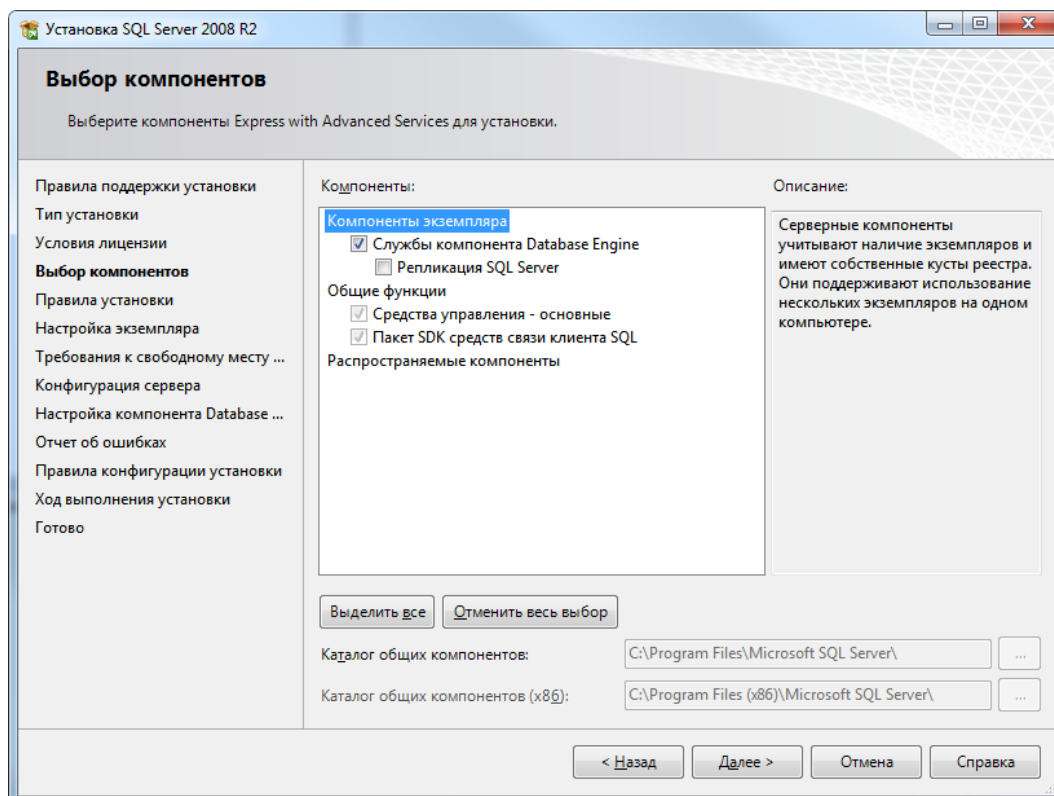 Установка SQL Server 2008 R2
Выбор компонентов
Выберите компоненты Express with Advanced Services для установки.
Правила поддержки установки
Тип установки
Условия лицензии
Выбор компонентов
Правила установки
Настройка экземпляра
Требования к свободному месту ...
Конфигурация сервера
Настройка компонента Database ...
Отчет об ошибках
Правила конфигурации установки
Ход выполнения установки
Готово
Компоненты:
Компоненты экземпляра
Службы компонента Database Engine
Репликация SQL Server
Общие функции
Средства управления - основные
Пакет SDK средств связи клиента SQL
Распространяемые компоненты
Описание:
Серверные компоненты
учитывают наличие экземпляров и
имеют собственные кусты реестра.
Они поддерживают использование
нескольких экземпляров на одном
компьютере.
Выделить все
Отменить весь выбор
Каталог общих компонентов:
C:\Program Files\Microsoft SQL Server\
...
Каталог общих компонентов (x86):
C:\Program Files (x86)\Microsoft SQL Server\
...
< Назад
Далее >
Отмена
Справка